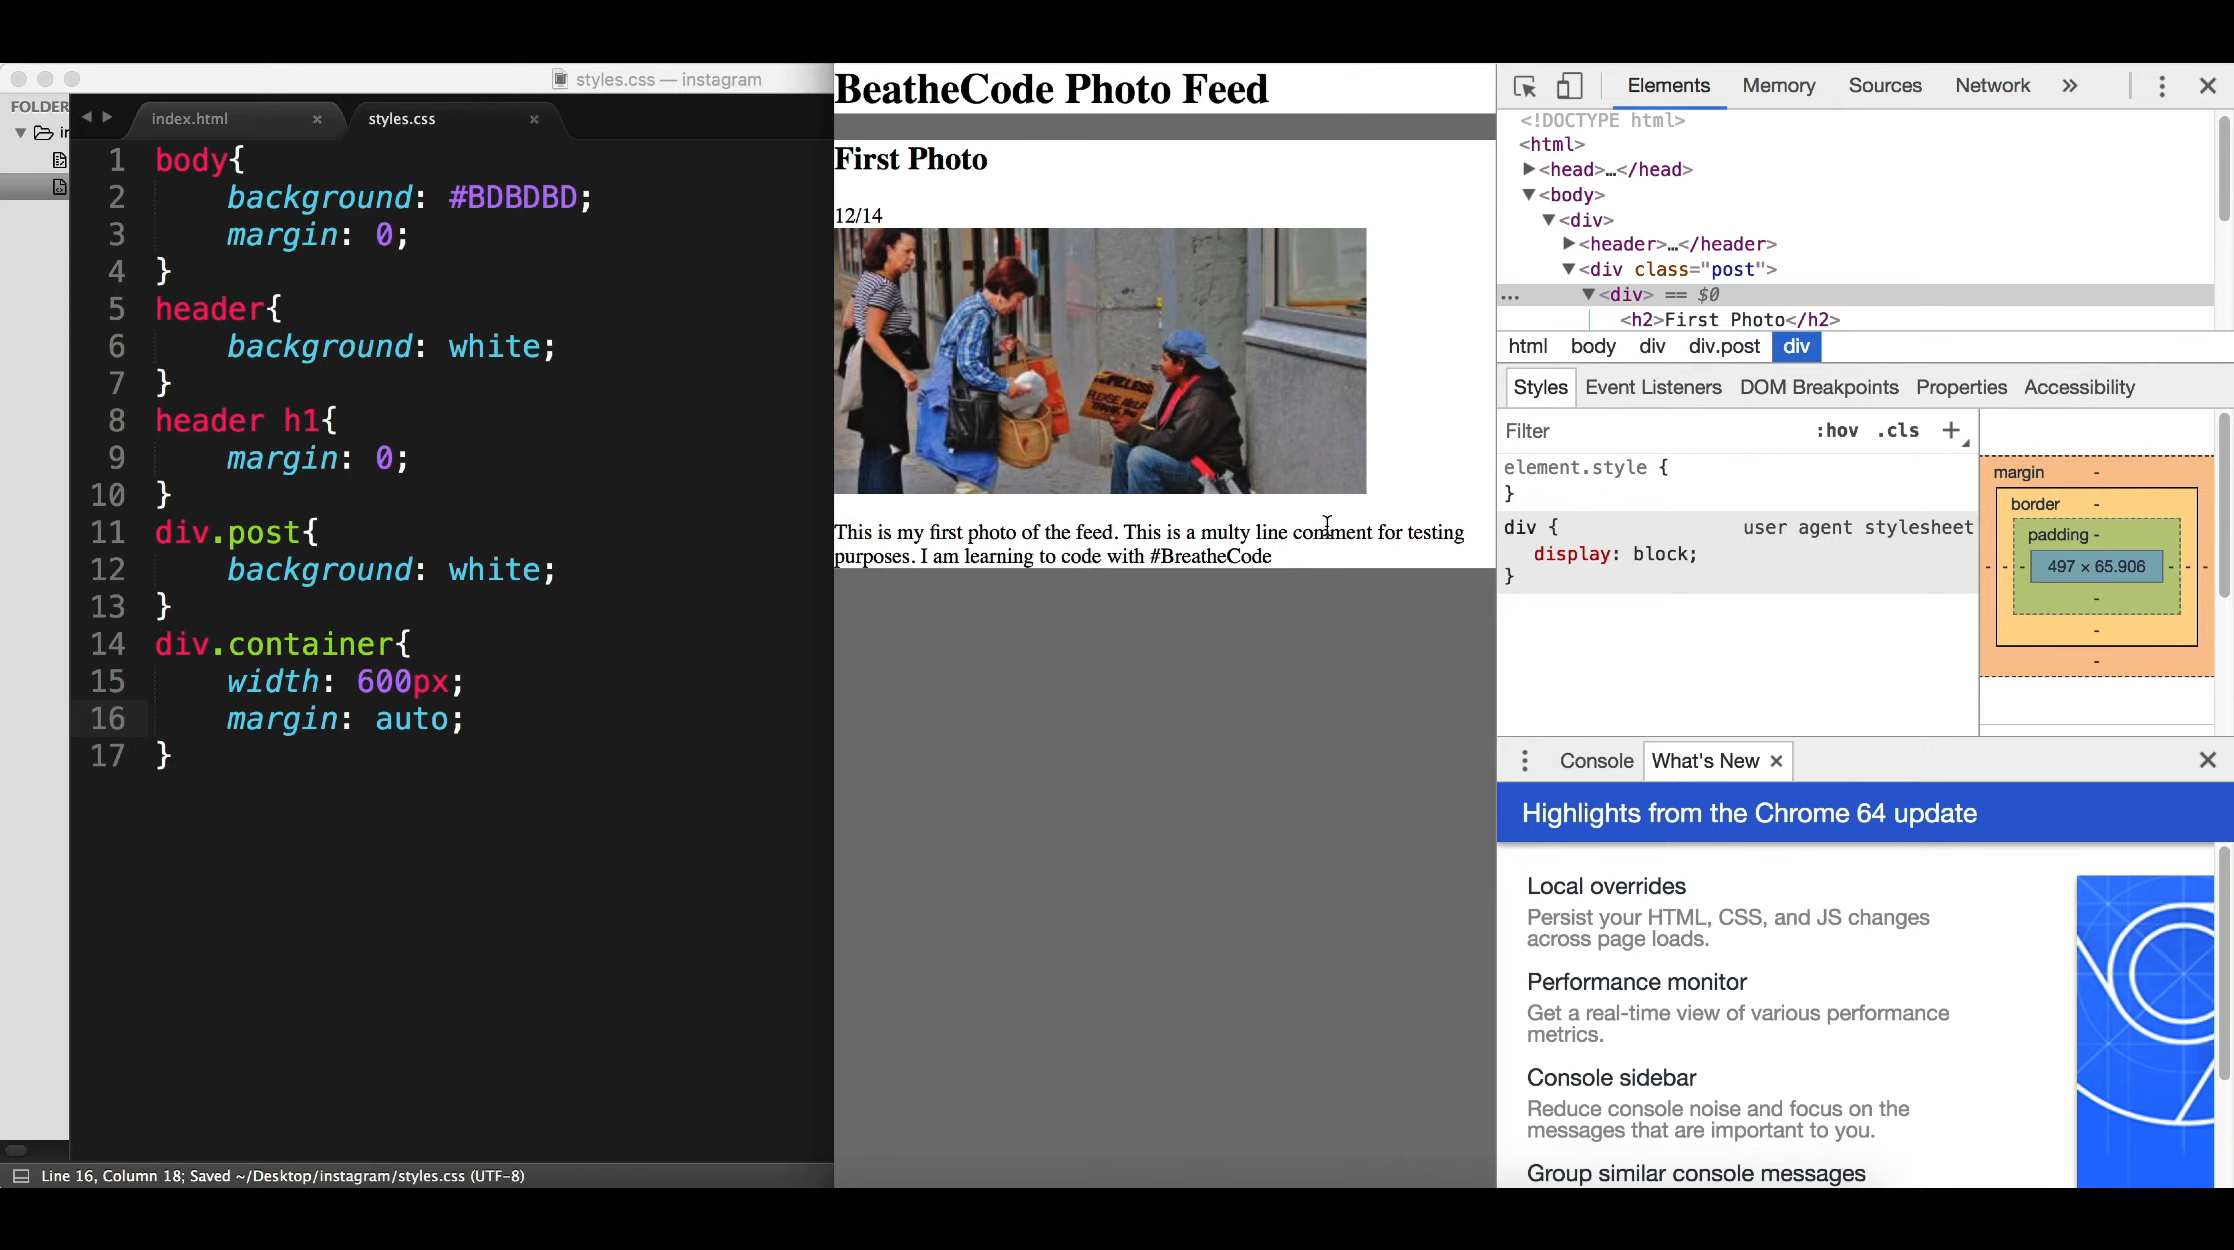 styles.css — instagram
FOLDER
index.html
styles.css
1 body{
2 background: #BDBDBD;
3 margin: 0;
4 }
5 header{
6 background: white;
7 }
8 header h1{
9 margin: 0;
10 }
11 div.post{
12 background: white;
13 }
14 div.container{
15 width: 600px;
16 margin: auto;
17 }
Line 16, Column 18; Saved ~/Desktop/instagram/styles.css (UTF-8)
BeatheCode Photo Feed
First Photo
12/14
HOMELESS
PLEASE HELP
THANK YOU
This is my first photo of the feed. This is a multy line comment for testing
purposes. I am learning to code with #BreatheCode
Elements Memory Sources Network »
<!DOCTYPE html>
<html>
▶<head>…</head>
▼<body>
▼<div>
▶<header>…</header>
▼<div class="post">
… ▼<div> == $0
<h2>First Photo</h2>
html body div div.post div
Styles Event Listeners DOM Breakpoints Properties Accessibility
Filter :hov .cls +
element.style {
}
div { user agent stylesheet
display: block;
}
margin -
border -
padding -
- - - 497 × 65.906 - - -
-
-
-
Console What's New ×
Highlights from the Chrome 64 update
Local overrides
Persist your HTML, CSS, and JS changes
across page loads.
Performance monitor
Get a real-time view of various performance
metrics.
Console sidebar
Reduce console noise and focus on the
messages that are important to you.
Group similar console messages